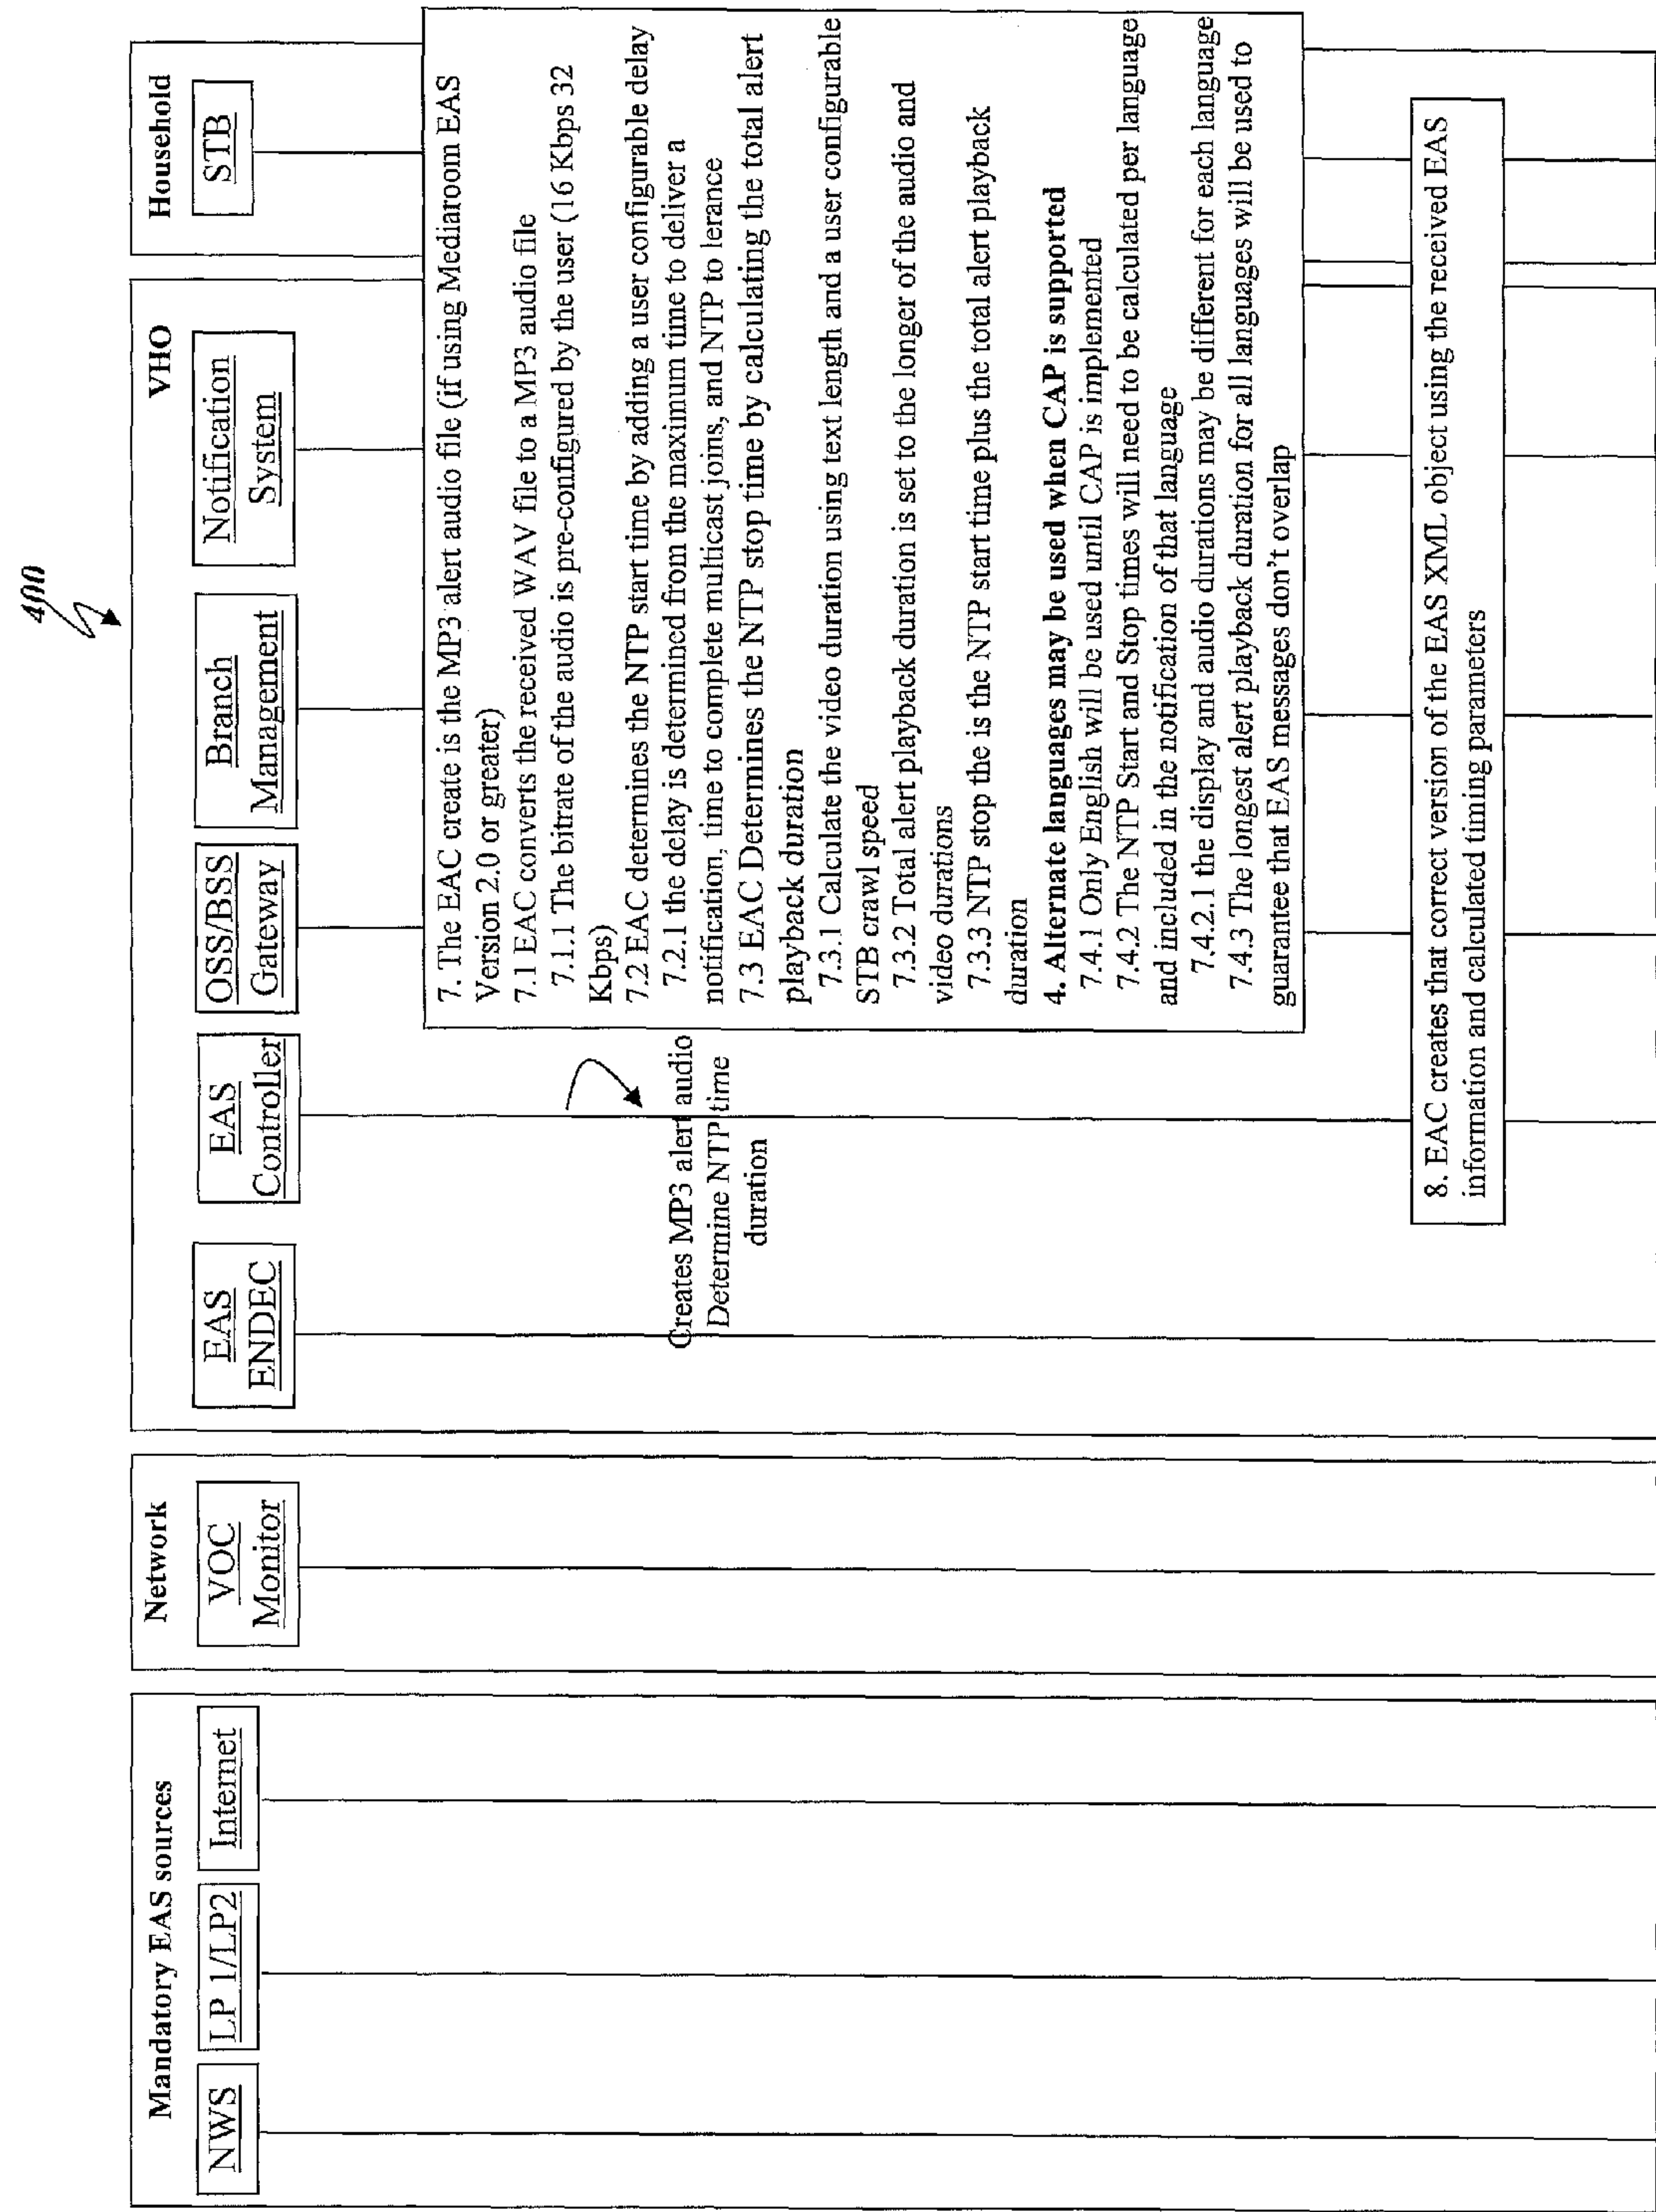 400
Mandatory EAS sources
NWS
LP 1/LP2
Internet
Network
VOC
Monitor
VHO
EAS
ENDEC
EAS
Controller
OSS/BSS
Gateway
Branch
Management
Notification
System
Household
STB
Creates MP3 alert audio
Determine NTP time
duration
7. The EAC create is the MP3 alert audio file (if using Mediaroom EAS
Version 2.0 or greater)
7.1 EAC converts the received WAV file to a MP3 audio file
7.1.1 The bitrate of the audio is pre-configured by the user (16 Kbps 32
Kbps)
7.2 EAC determines the NTP start time by adding a user configurable delay
7.2.1 the delay is determined from the maximum time to deliver a
notification, time to complete multicast joins, and NTP to lerance
7.3 EAC Determines the NTP stop time by calculating the total alert
playback duration
7.3.1 Calculate the video duration using text length and a user configurable
STB crawl speed
7.3.2 Total alert playback duration is set to the longer of the audio and
video durations
7.3.3 NTP stop the is the NTP start time plus the total alert playback
duration
4. Alternate languages may be used when CAP is supported
7.4.1 Only English will be used until CAP is implemented
7.4.2 The NTP Start and Stop times will need to be calculated per language
and included in the notification of that language
7.4.2.1 the display and audio durations may be different for each language
7.4.3 The longest alert playback duration for all languages will be used to
guarantee that EAS messages don't overlap
8. EAC creates that correct version of the EAS XML object using the received EAS
information and calculated timing parameters